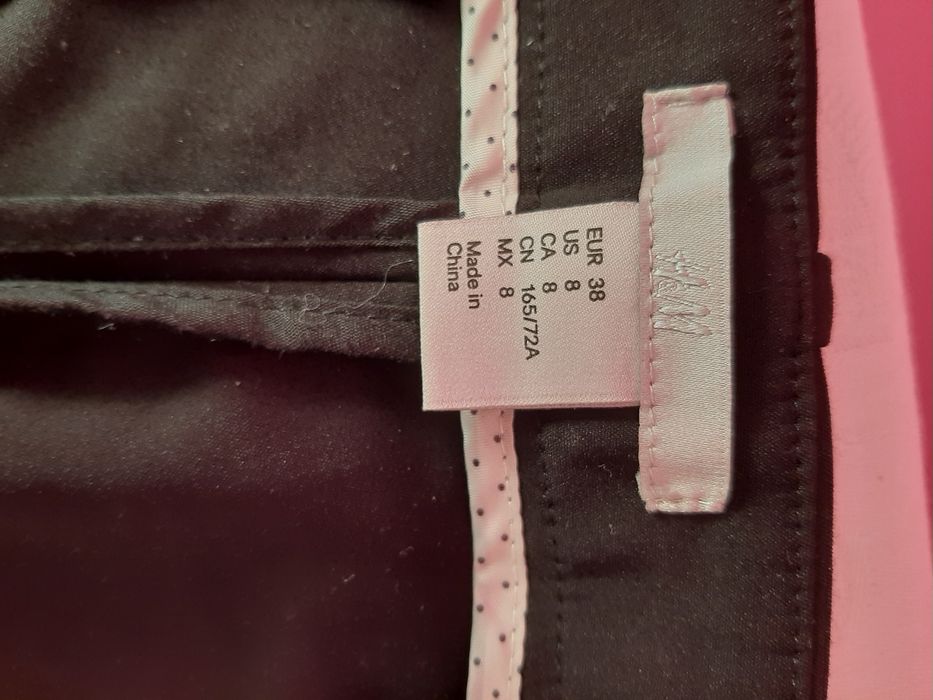 H&M
EUR 38
US 8
CA 8
CN 165/72A
MX 8
Made in
China